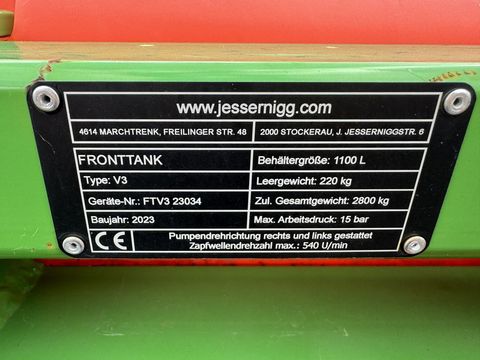 www.jessernigg.com
4614 MARCHTRENK, FREILINGER STR. 48 2000 STOCKERAU, J. JESSERNIGGSTR. 6
FRONTTANK Behältergröße: 1100 L
Type: V3 Leergewicht: 220 kg
Geräte-Nr.: FTV3 23034 Zul. Gesamtgewicht: 2800 kg
Baujahr: 2023 Max. Arbeitsdruck: 15 bar
CE Pumpendrehrichtung rechts und links gestattet
Zapfwellendrehzahl max.: 540 U/min